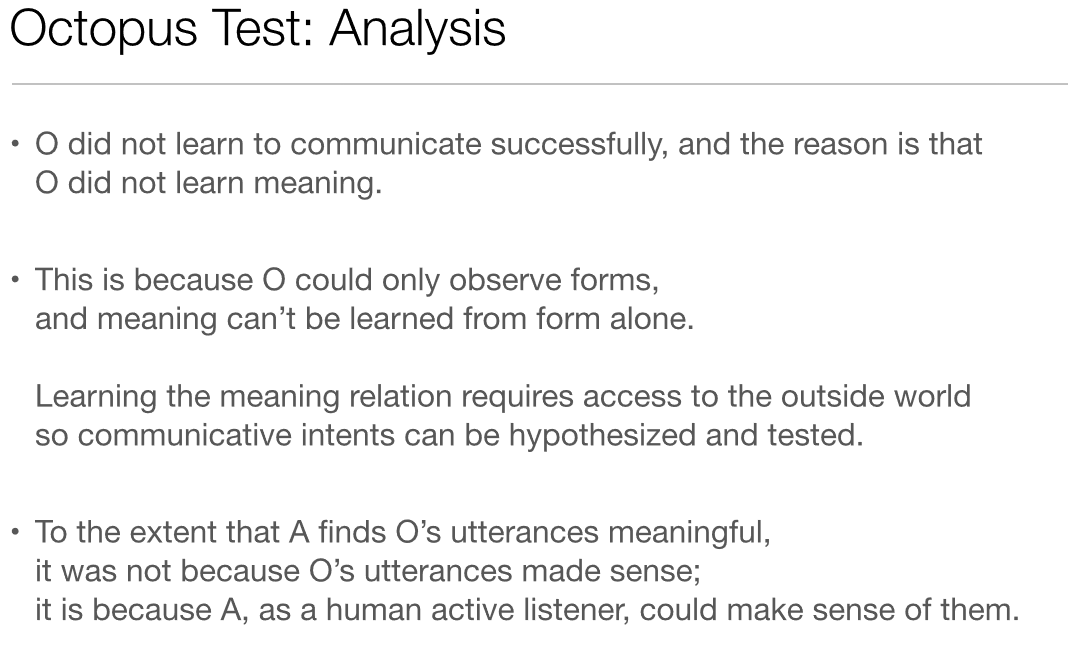 Octopus Test: Analysis
• O did not learn to communicate successfully, and the reason is that
O did not learn meaning.
• This is because O could only observe forms,
and meaning can’t be learned from form alone.
Learning the meaning relation requires access to the outside world
so communicative intents can be hypothesized and tested.
• To the extent that A finds O’s utterances meaningful,
it was not because O’s utterances made sense;
it is because A, as a human active listener, could make sense of them.